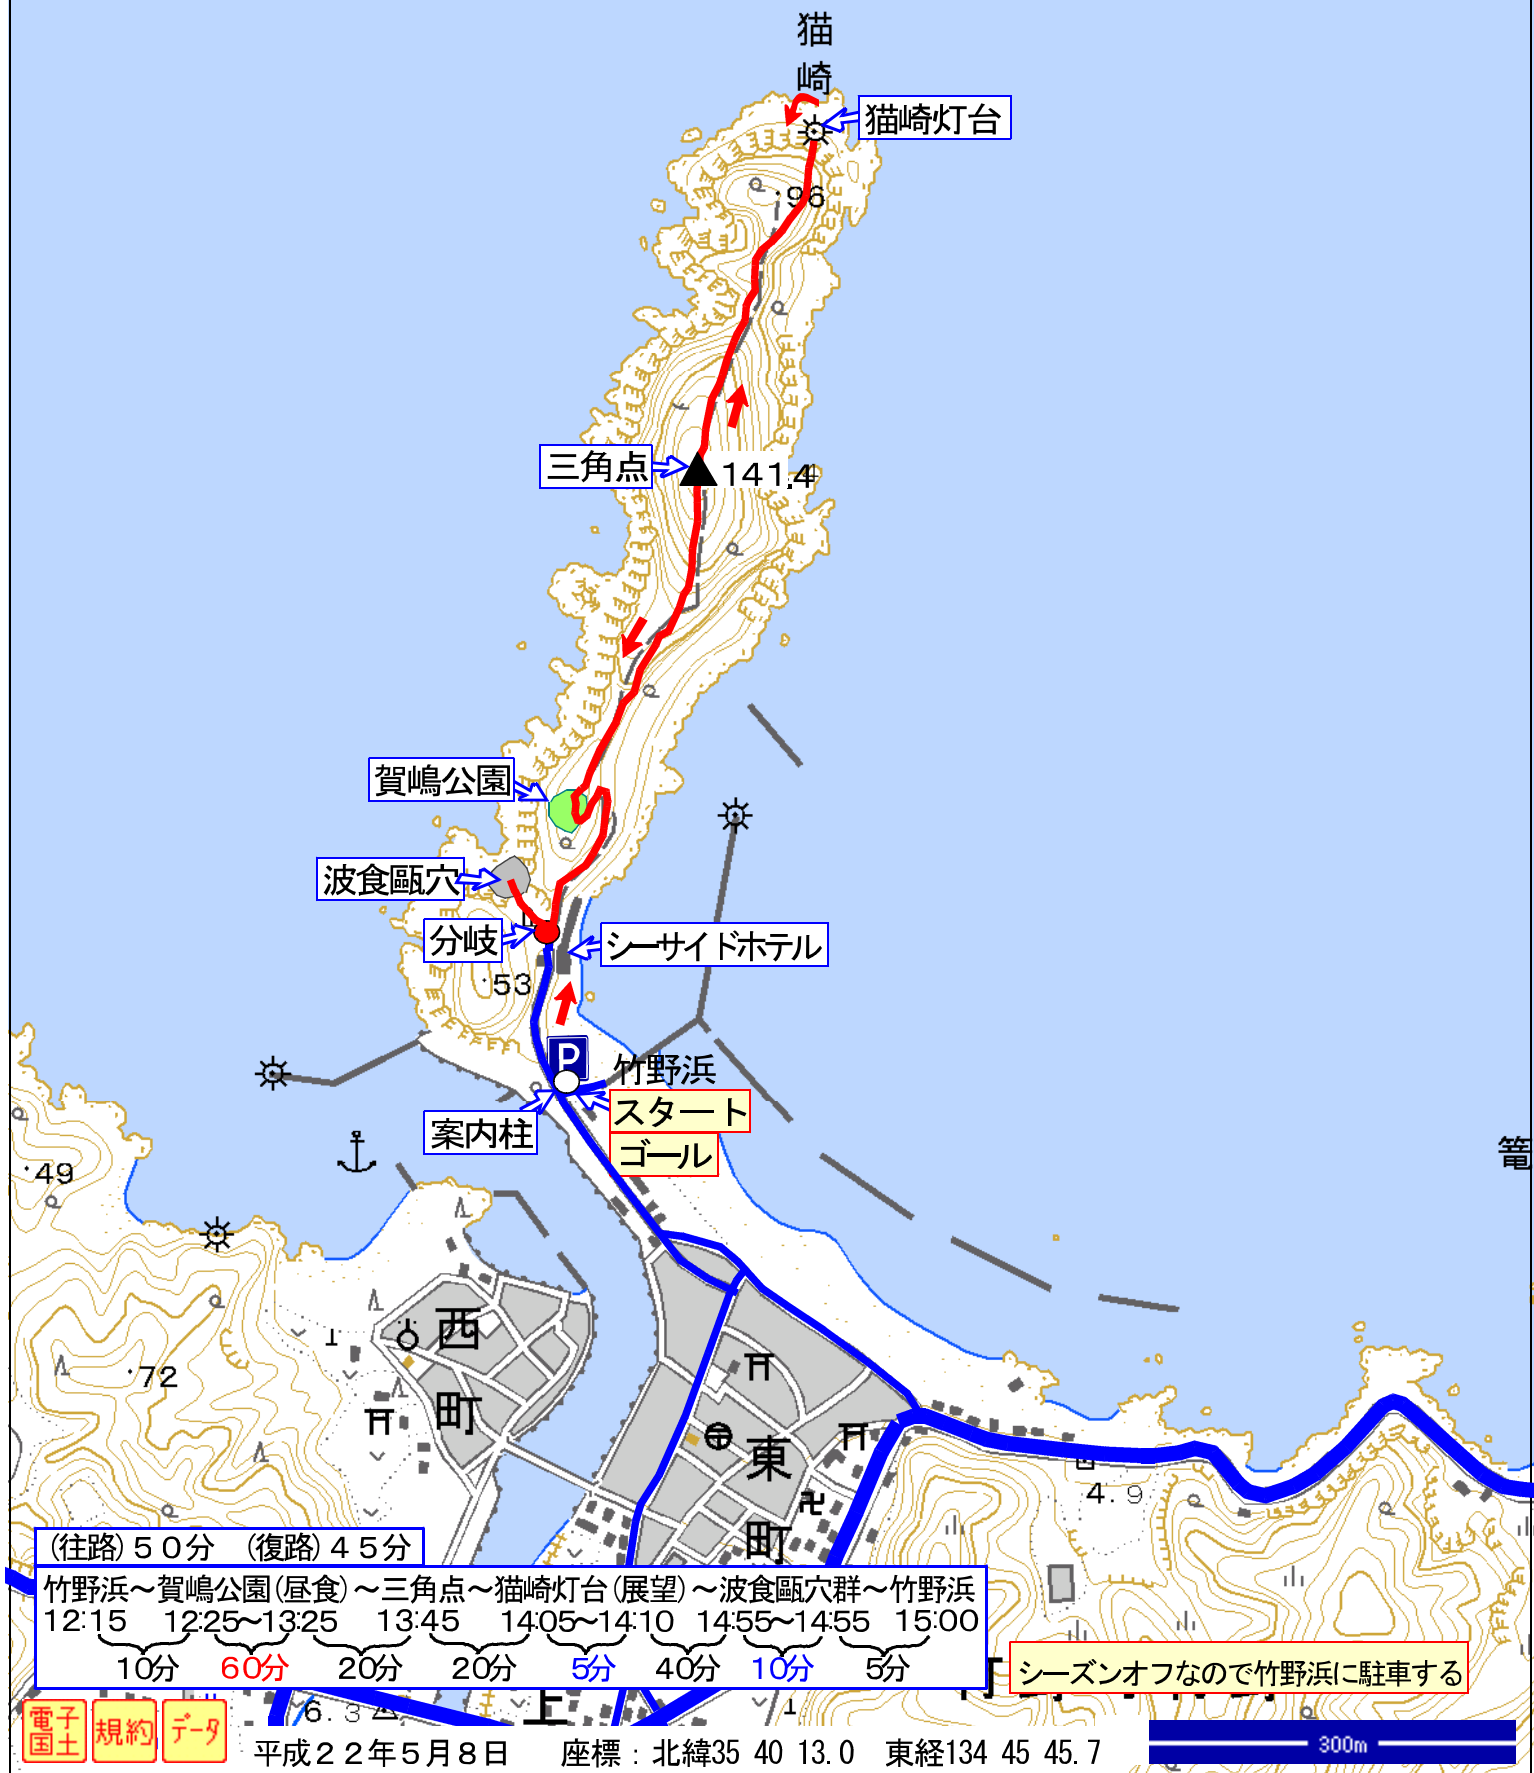 猫
崎
猫崎灯台
96
三角点
141.4
賀嶋公園
波食甌穴
分岐
シーサイドホテル
53
P
竹野浜
スタート
案内柱
ゴール
篭
49
西
町
72
東
町
4.9
(往路)50分 (復路)45分
竹野浜～賀嶋公園(昼食)～三角点～猫崎灯台(展望)～波食甌穴群～竹野浜
12:15 12:25～13:25 13:45 14:05～14:10 14:55～14:55 15:00
10分 60分 20分 20分 5分 40分 10分 5分
シーズンオフなので竹野浜に駐車する
6.3
上
電子国土
規約
データ
平成22年5月8日 座標：北緯35 40 13.0 東経134 45 45.7
300m